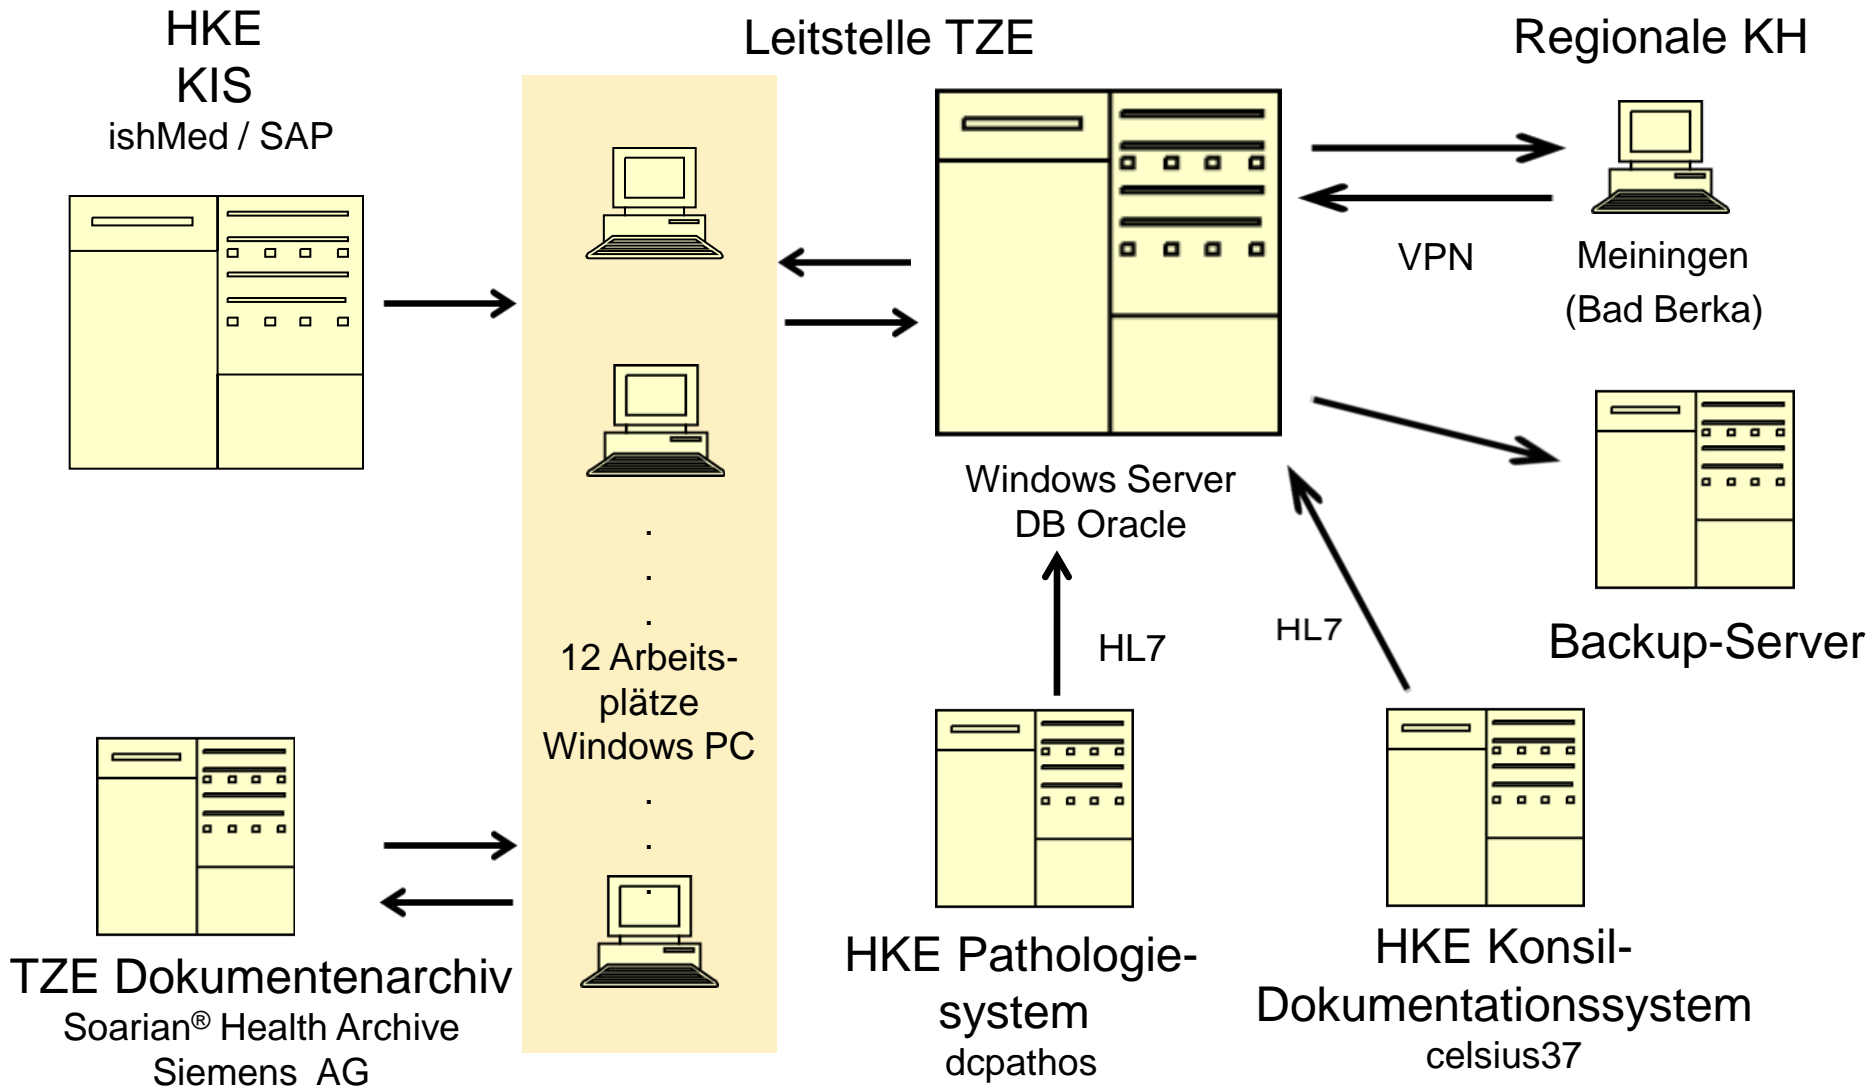 HKE
KIS
ishMed / SAP
Leitstelle TZE
Regionale KH
VPN
Meiningen
(Bad Berka)
Windows Server
DB Oracle
.
.
.
12 Arbeits-
plätze
Windows PC
.
.
.
HL7
HL7
Backup-Server
TZE Dokumentenarchiv
Soarian® Health Archive
Siemens AG
HKE Pathologie-
system
dcpathos
HKE Konsil-
Dokumentationssystem
celsius37